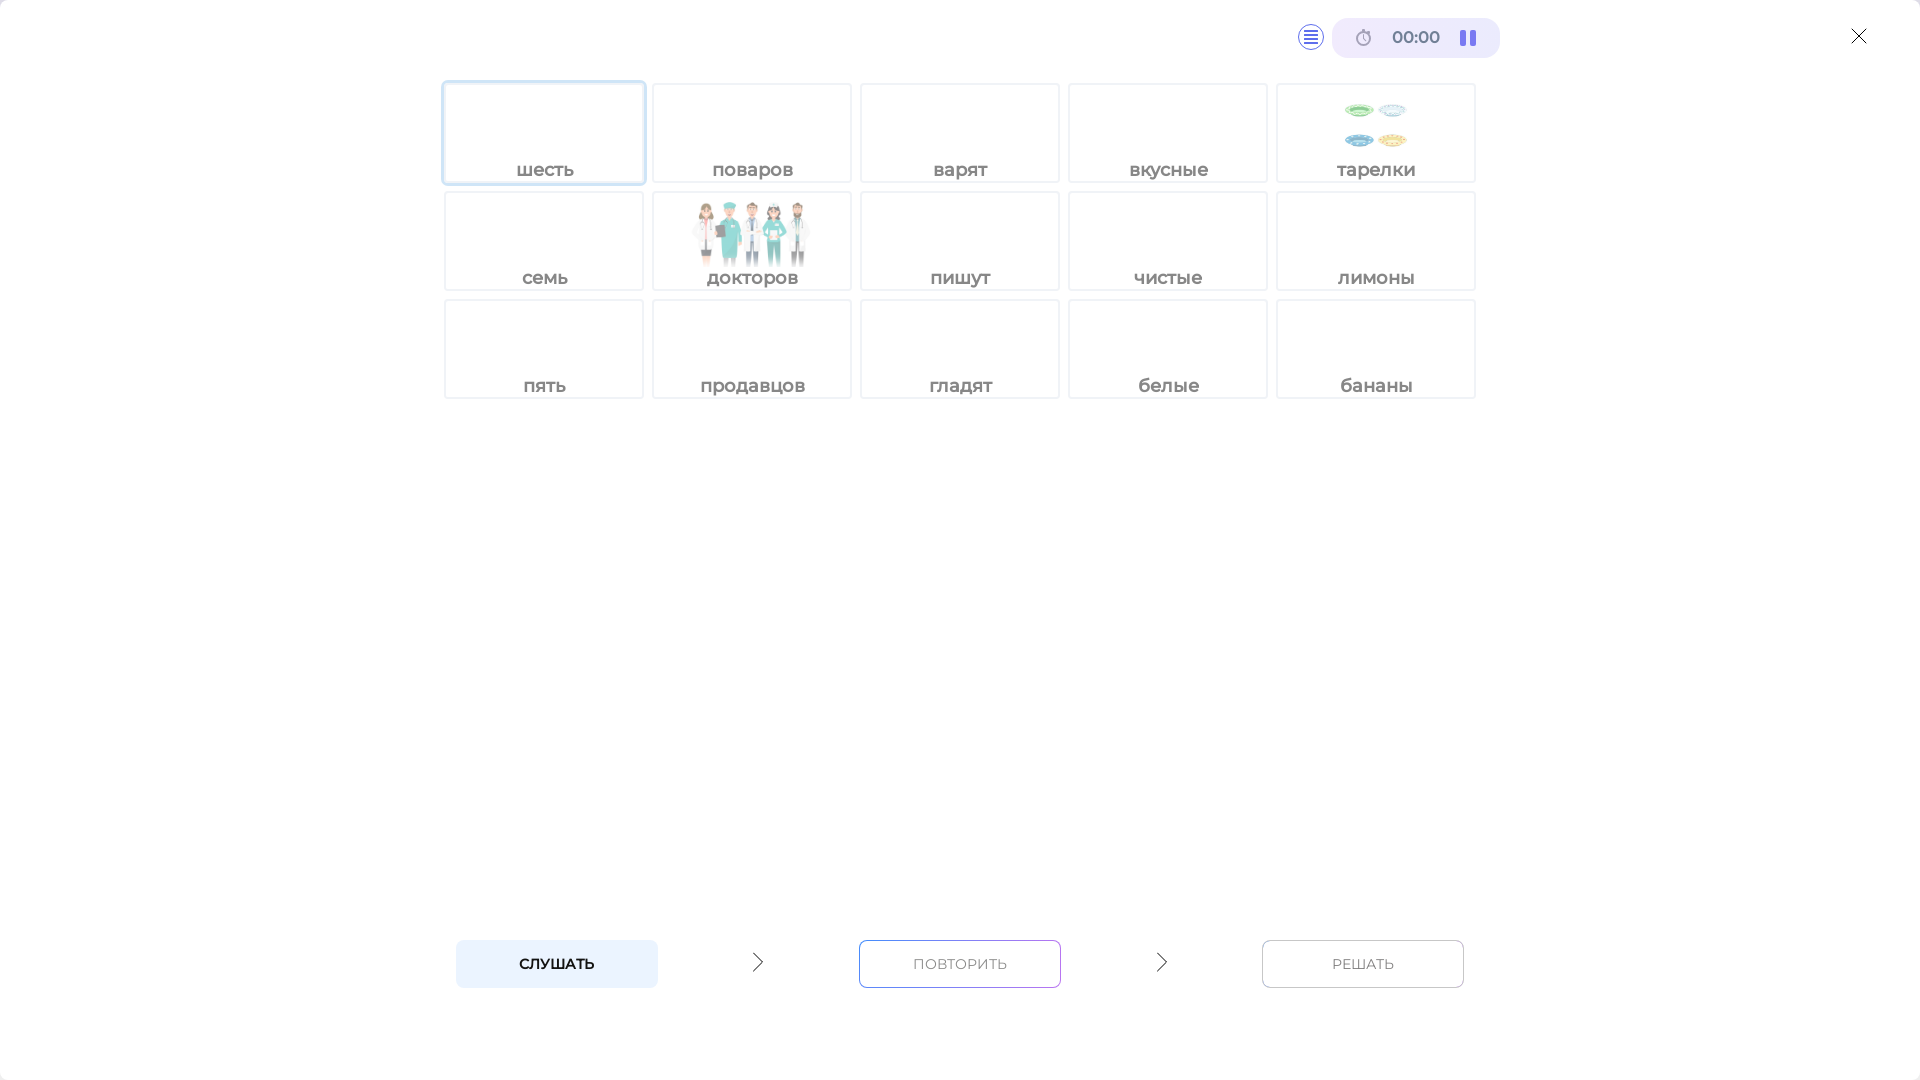 00:00
шесть поваров варят вкусные тарелки
семь докторов пишут чистые лимоны
пять продавцов гладят белые бананы
СЛУШАТЬ ПОВТОРИТЬ РЕШАТЬ